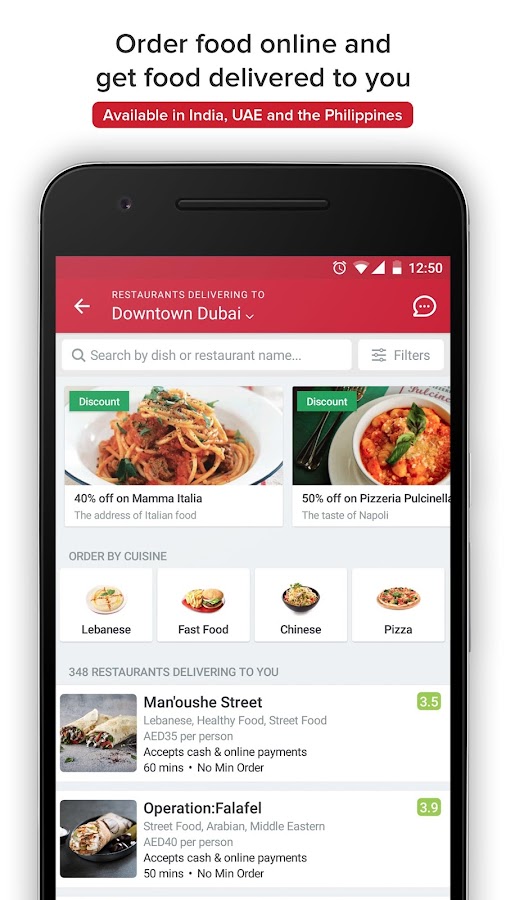 Order food online and
get food delivered to you
Available in India, UAE and the Philippines
12:50
RESTAURANTS DELIVERING TO
Downtown Dubai
Search by dish or restaurant name...
Filters
Discount
Discount
40% off on Mamma Italia
The address of Italian food
50% off on Pizzeria Pulcinella
The taste of Napoli
ORDER BY CUISINE
Lebanese
Fast Food
Chinese
Pizza
348 RESTAURANTS DELIVERING TO YOU
Man'oushe Street
3.5
Lebanese, Healthy Food, Street Food
AED35 per person
Accepts cash & online payments
60 mins • No Min Order
Operation:Falafel
3.9
Street Food, Arabian, Middle Eastern
AED40 per person
Accepts cash & online payments
50 mins • No Min Order